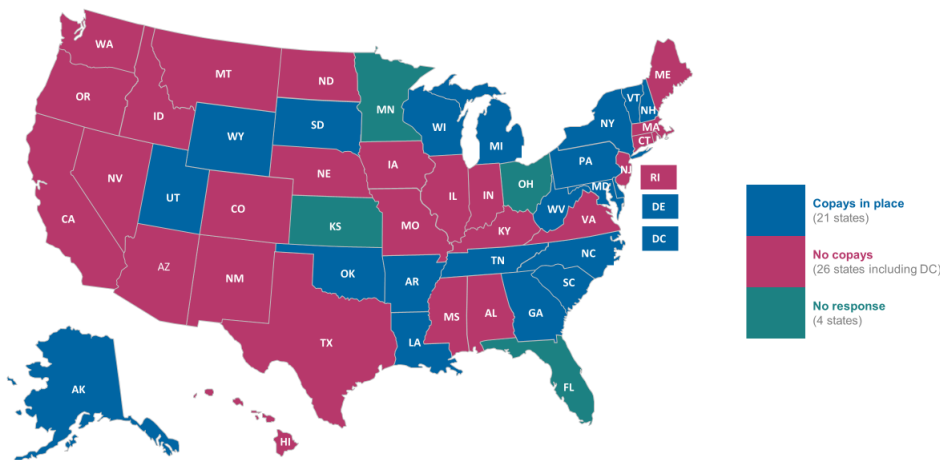 WA
MT
ND
MN
ME
OR
ID
WY
SD
WI
MI
NY
VT
NH
MA
CT
NV
UT
CO
NE
IA
IL
IN
OH
PA
NJ
MD
RI
DE
DC
CA
AZ
NM
KS
MO
KY
WV
VA
OK
AR
TN
NC
SC
TX
LA
MS
AL
GA
FL
AK
HI
Copays in place
(21 states)
No copays
(26 states including DC)
No response
(4 states)